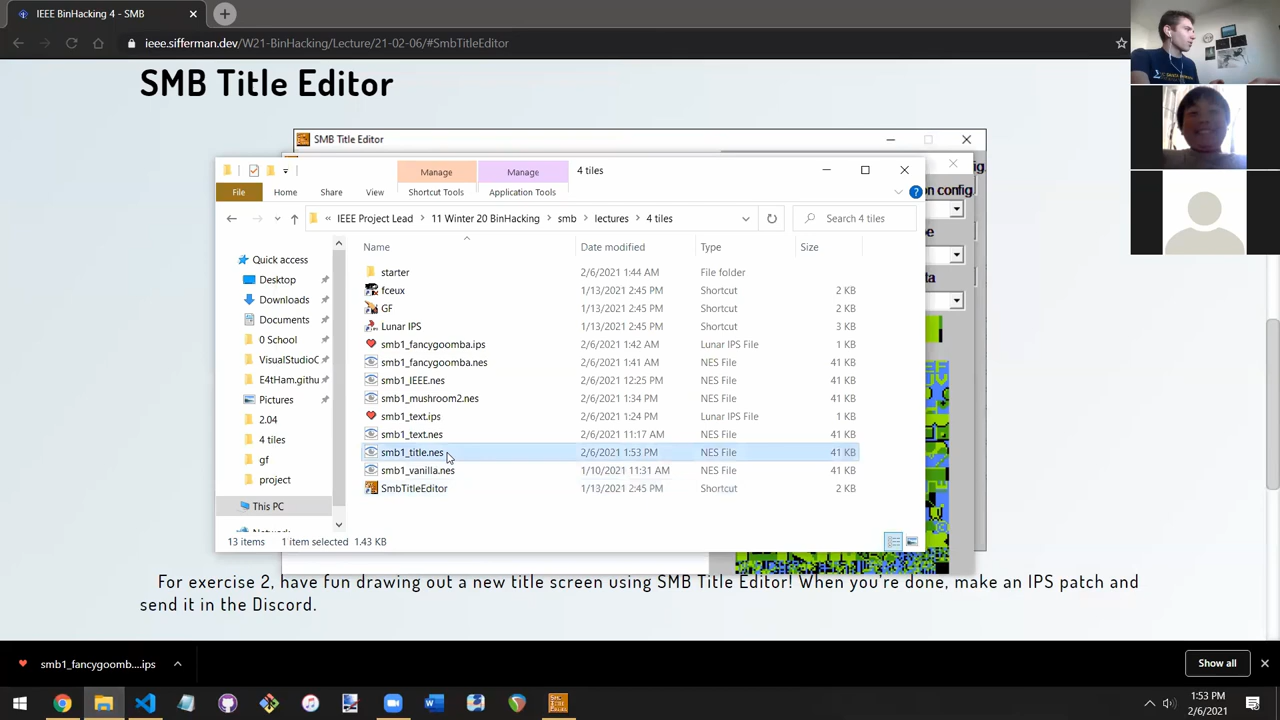 IEEE BinHacking 4 - SMB
ieee.sifferman.dev/W21-BinHacking/Lecture/21-02-06/#SmbTitleEditor
SMB Title Editor
SMB Title Editor
Manage
Manage
4 tiles
File
Home
Share
View
Shortcut Tools
Application Tools
IEEE Project Lead
11 Winter 20 BinHacking
smb
lectures
4 tiles
Search 4 tiles
Name
Date modified
Type
Size
Quick access
Desktop
Downloads
Documents
0 School
VisualStudioC
E4tHam.githu
Pictures
2.04
4 tiles
gf
project
This PC
starter 2/6/2021 1:44 AM File folder
fceux 1/13/2021 2:45 PM Shortcut 2 KB
GF 1/13/2021 2:45 PM Shortcut 2 KB
Lunar IPS 1/13/2021 2:45 PM Shortcut 3 KB
smb1_fancygoomba.ips 2/6/2021 1:42 AM Lunar IPS File 1 KB
smb1_fancygoomba.nes 2/6/2021 1:41 AM NES File 41 KB
smb1_IEEE.nes 2/6/2021 12:25 PM NES File 41 KB
smb1_mushroom2.nes 2/6/2021 1:34 PM NES File 41 KB
smb1_text.ips 2/6/2021 1:24 PM Lunar IPS File 1 KB
smb1_text.nes 2/6/2021 11:17 AM NES File 41 KB
smb1_title.nes 2/6/2021 1:53 PM NES File 41 KB
smb1_vanilla.nes 1/10/2021 11:31 AM NES File 41 KB
SmbTitleEditor 1/13/2021 2:45 PM Shortcut 2 KB
13 items
1 item selected 1.43 KB
For exercise 2, have fun drawing out a new title screen using SMB Title Editor! When you're done, make an IPS patch and
send it in the Discord.
smb1_fancygoomb....ips
Show all
1:53 PM
2/6/2021